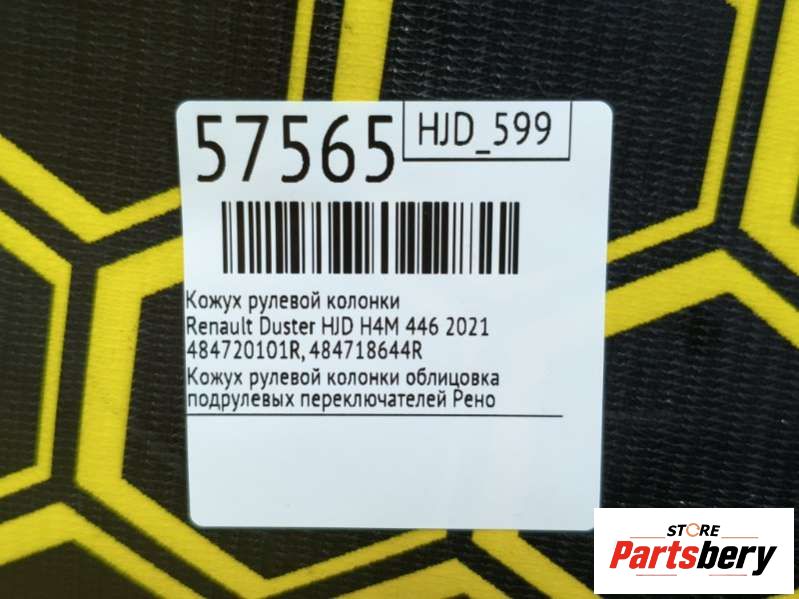 57565
HJD_599
Кожух рулевой колонки
Renault Duster HJD H4M 446 2021
484720101R, 484718644R
Кожух рулевой колонки облицовка
подрулевых переключателей Рено
STORE
Partsbery